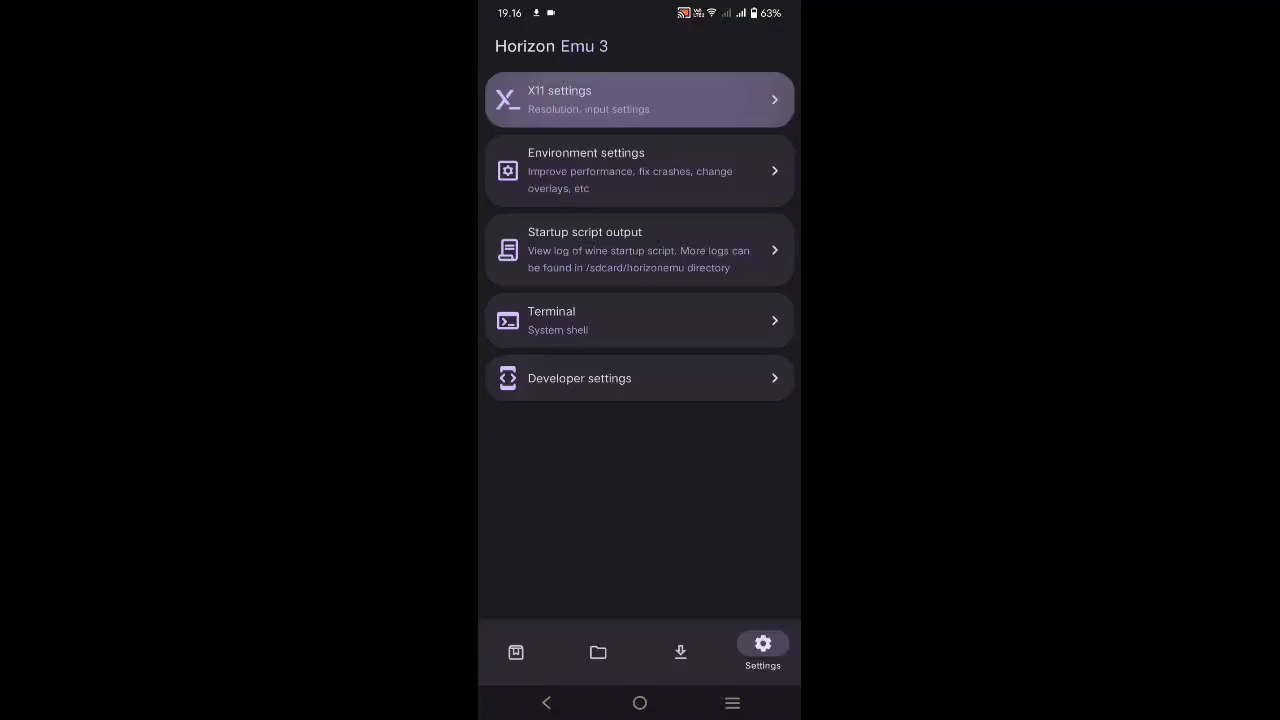 19.16 63%
Horizon Emu 3
X11 settings
Resolution, input settings
Environment settings
Improve performance, fix crashes, change
overlays, etc
Startup script output
View log of wine startup script. More logs can
be found in /sdcard/horizonemu directory
Terminal
System shell
Developer settings
Settings